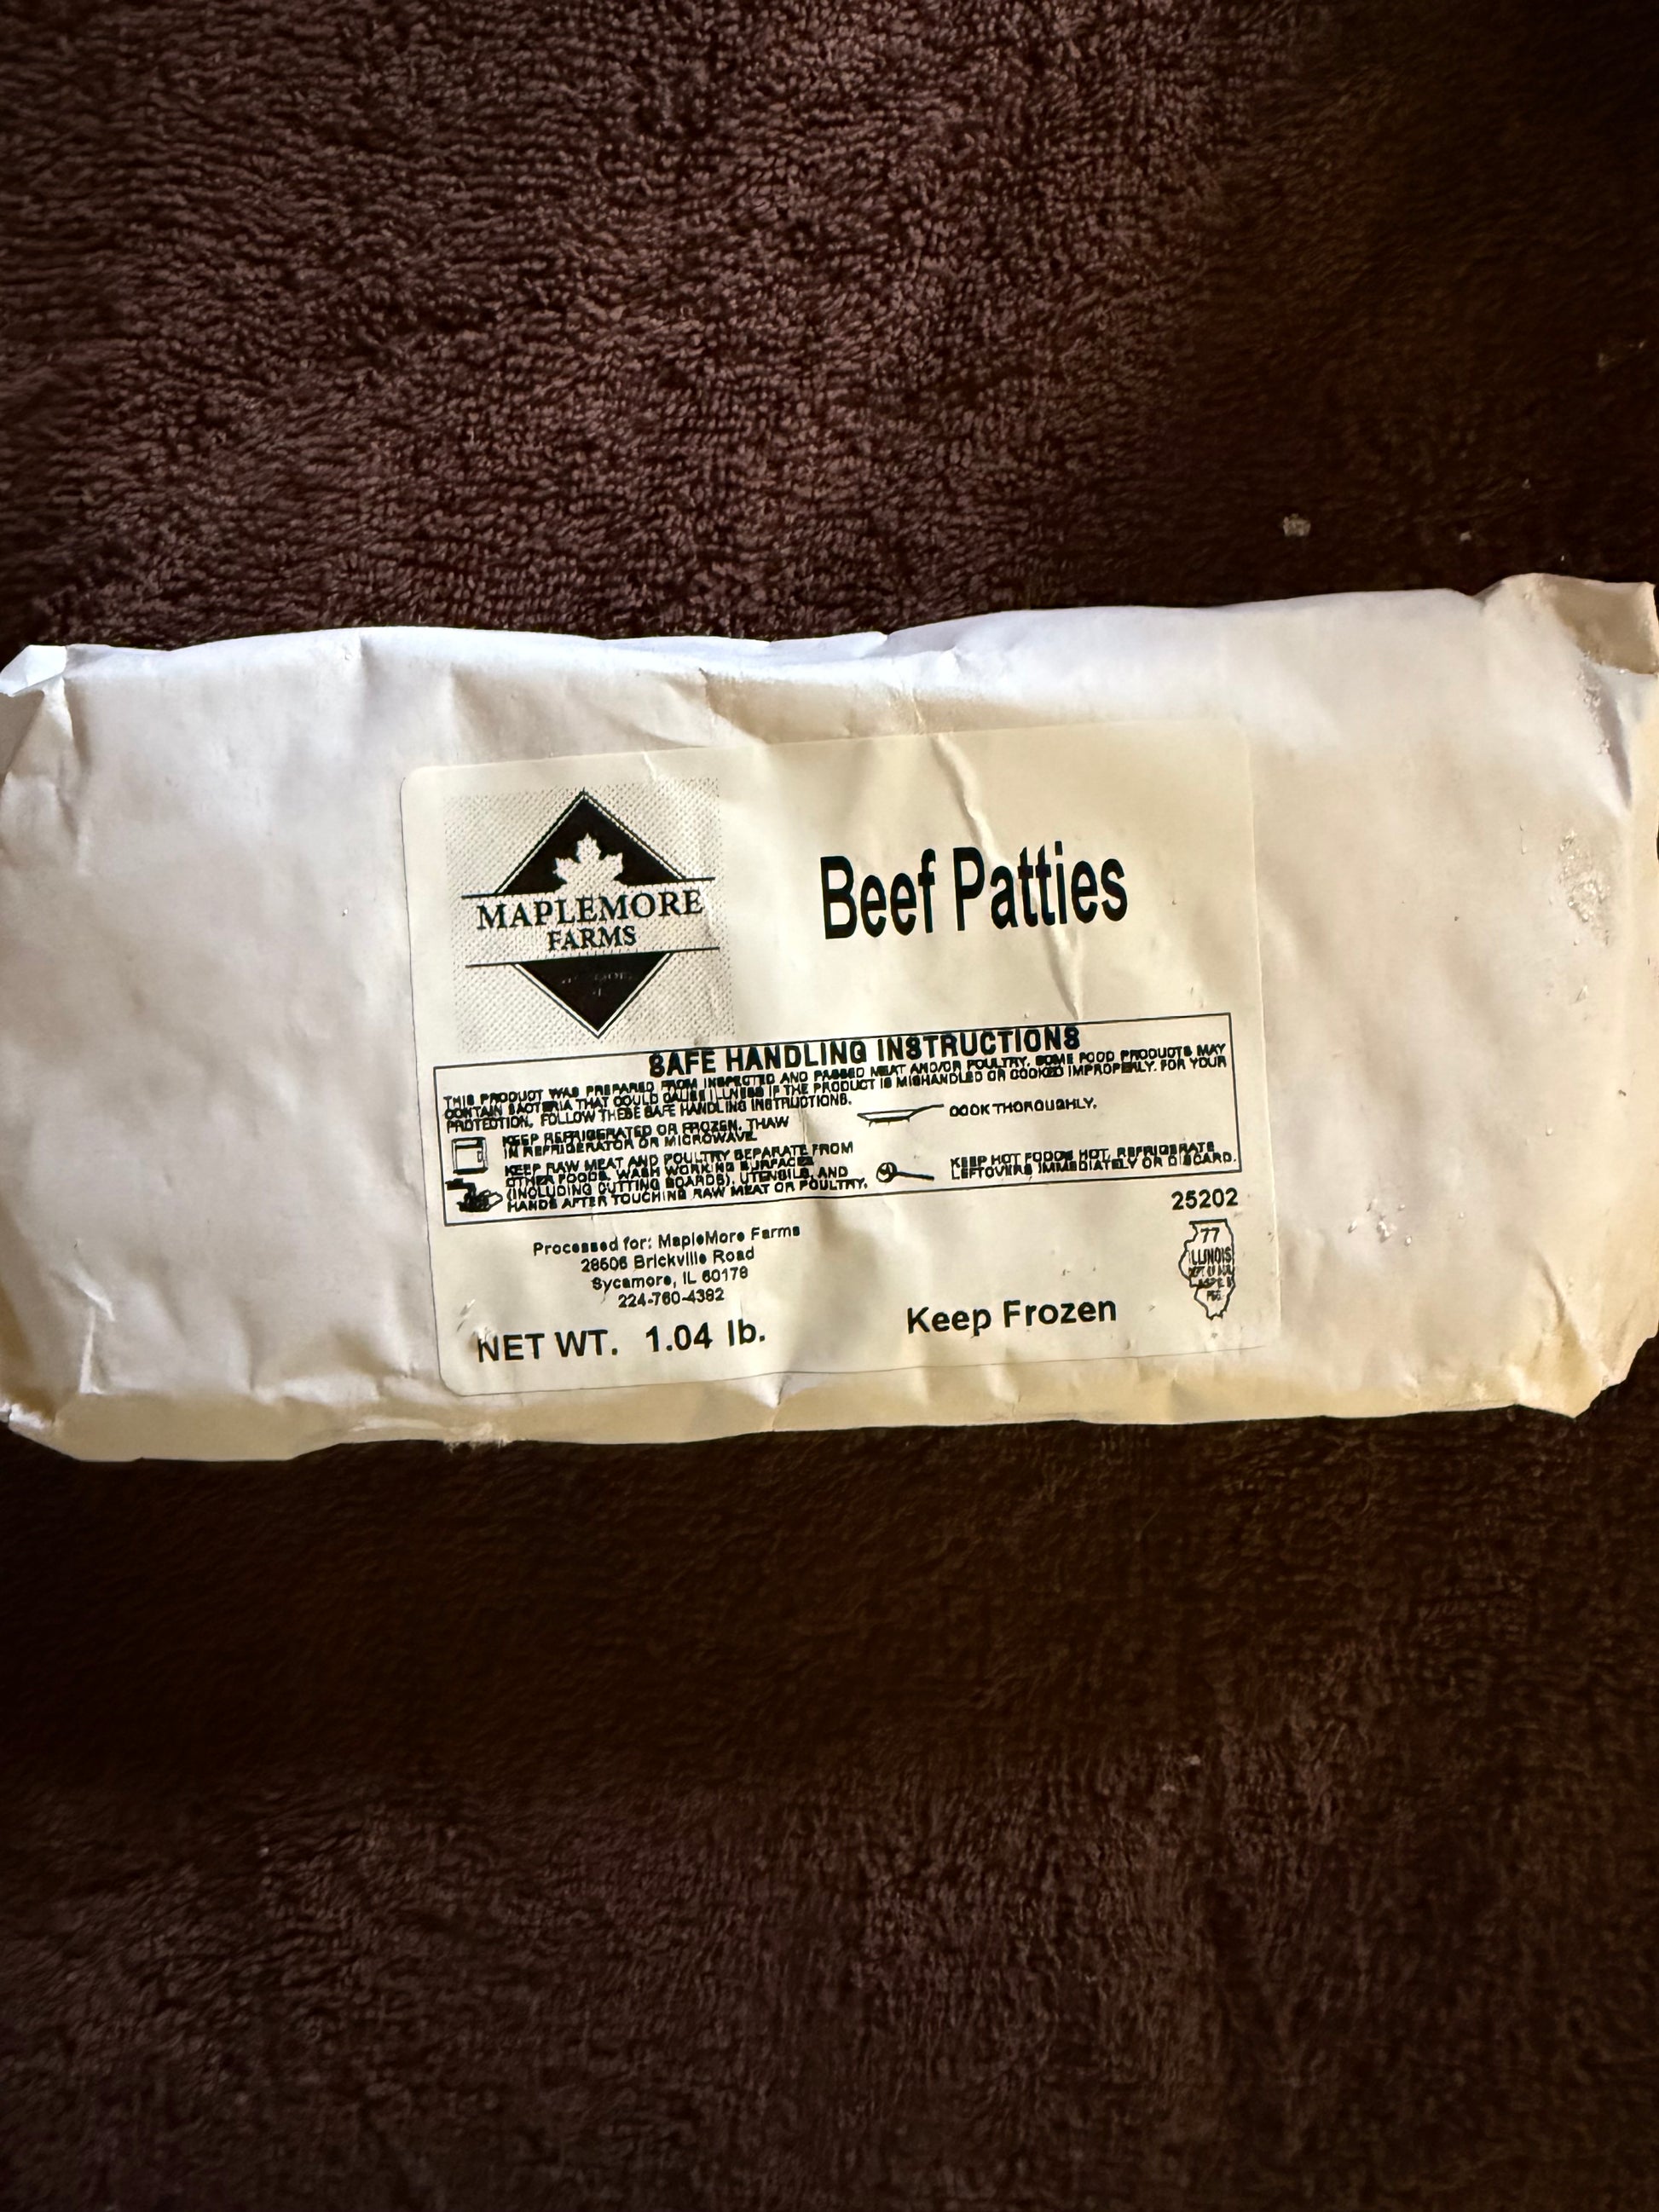 MAPLEMORE
FARMS
Beef Patties
SAFE HANDLING INSTRUCTIONS
THIS PRODUCT WAS PREPARED FROM INSPECTED AND PASSED MEAT AND/OR POULTRY. SOME FOOD PRODUCTS MAY
CONTAIN BACTERIA THAT COULD CAUSE ILLNESS IF THE PRODUCT IS MISHANDLED OR COOKED IMPROPERLY. FOR YOUR
PROTECTION, FOLLOW THESE SAFE HANDLING INSTRUCTIONS.
KEEP REFRIGERATED OR FROZEN. THAW
IN REFRIGERATOR OR MICROWAVE.
KEEP RAW MEAT AND POULTRY SEPARATE FROM
OTHER FOODS. WASH WORKING SURFACES
(INCLUDING CUTTING BOARDS), UTENSILS, AND
HANDS AFTER TOUCHING RAW MEAT OR POULTRY.
COOK THOROUGHLY.
KEEP HOT FOODS HOT. REFRIGERATE
LEFTOVERS IMMEDIATELY OR DISCARD.
25202
77
ILLINOIS
Processed for: MapleMore Farms
28506 Brickville Road
Sycamore, IL 60178
224-760-4382
NET WT. 1.04 lb.
Keep Frozen